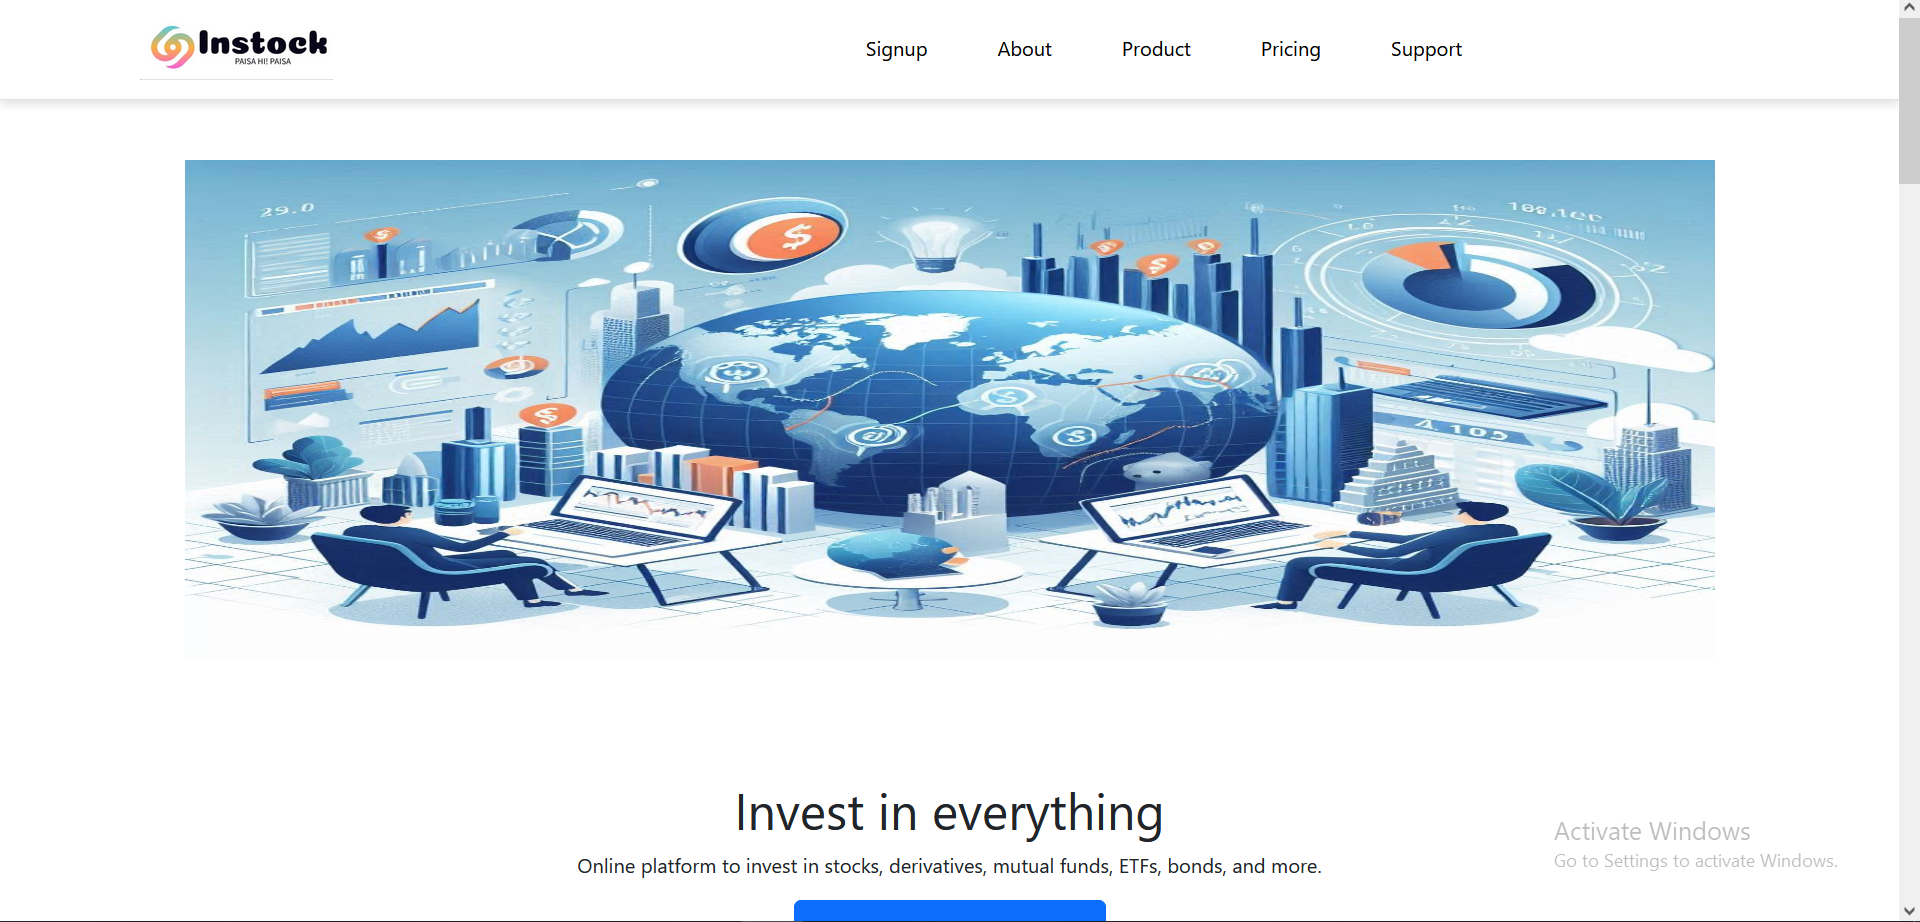 Instock
PAISA HI! PAISA
Signup
About
Product
Pricing
Support
29.0
Invest in everything
Online platform to invest in stocks, derivatives, mutual funds, ETFs, bonds, and more.
Activate Windows
Go to Settings to activate Windows.